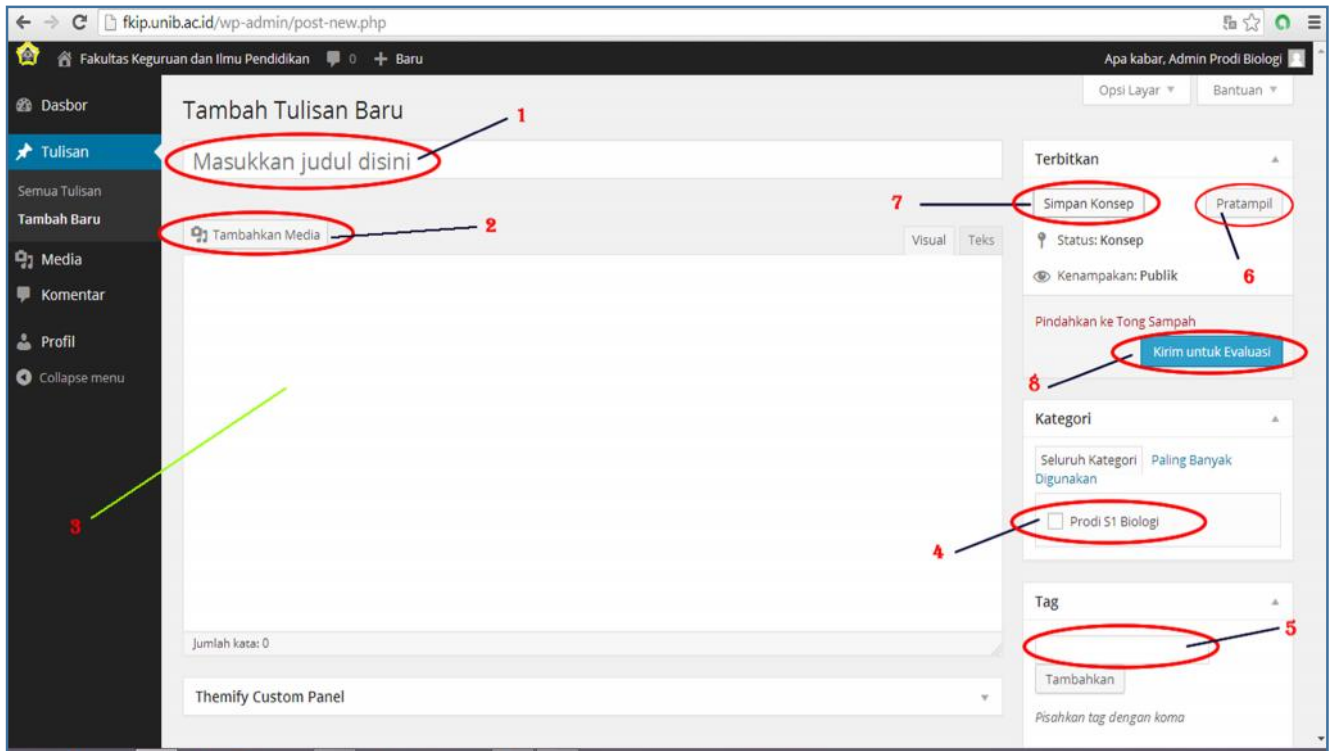 fkip.unib.ac.id/wp-admin/post-new.php
Fakultas Keguruan dan Ilmu Pendidikan 0 + Baru
Apa kabar, Admin Prodi Biologi
Dasbor
Tulisan
Semua Tulisan
Tambah Baru
Media
Komentar
Profil
Collapse menu
Opsi Layar
Bantuan
Tambah Tulisan Baru
1
Masukkan judul disini
2
Tambahkan Media
Visual Teks
3
Jumlah kata: 0
Themify Custom Panel
Terbitkan
7
Simpan Konsep
Pratampil
Status: Konsep
6
Kenampakan: Publik
Pindahkan ke Tong Sampah
Kirim untuk Evaluasi
8
Kategori
Seluruh Kategori Paling Banyak
Digunakan
Prodi S1 Biologi
4
Tag
5
Tambahkan
Pisahkan tag dengan koma